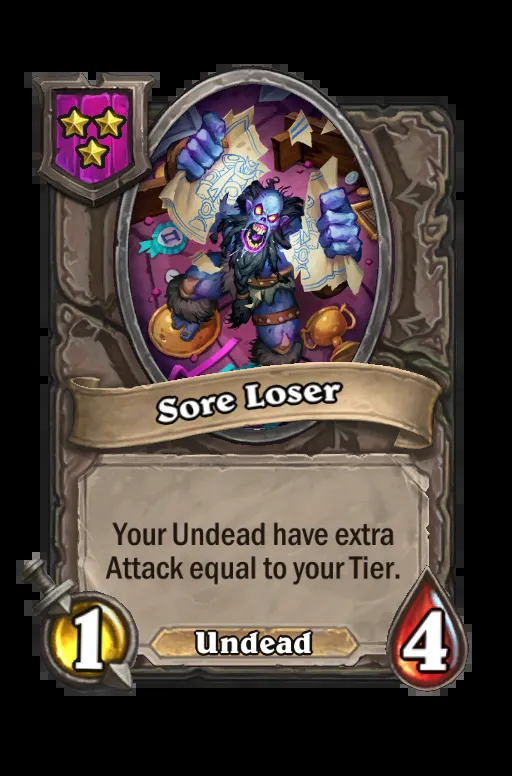 Sore Loser
Your Undead have extra
Attack equal to your Tier.
1
Undead
4